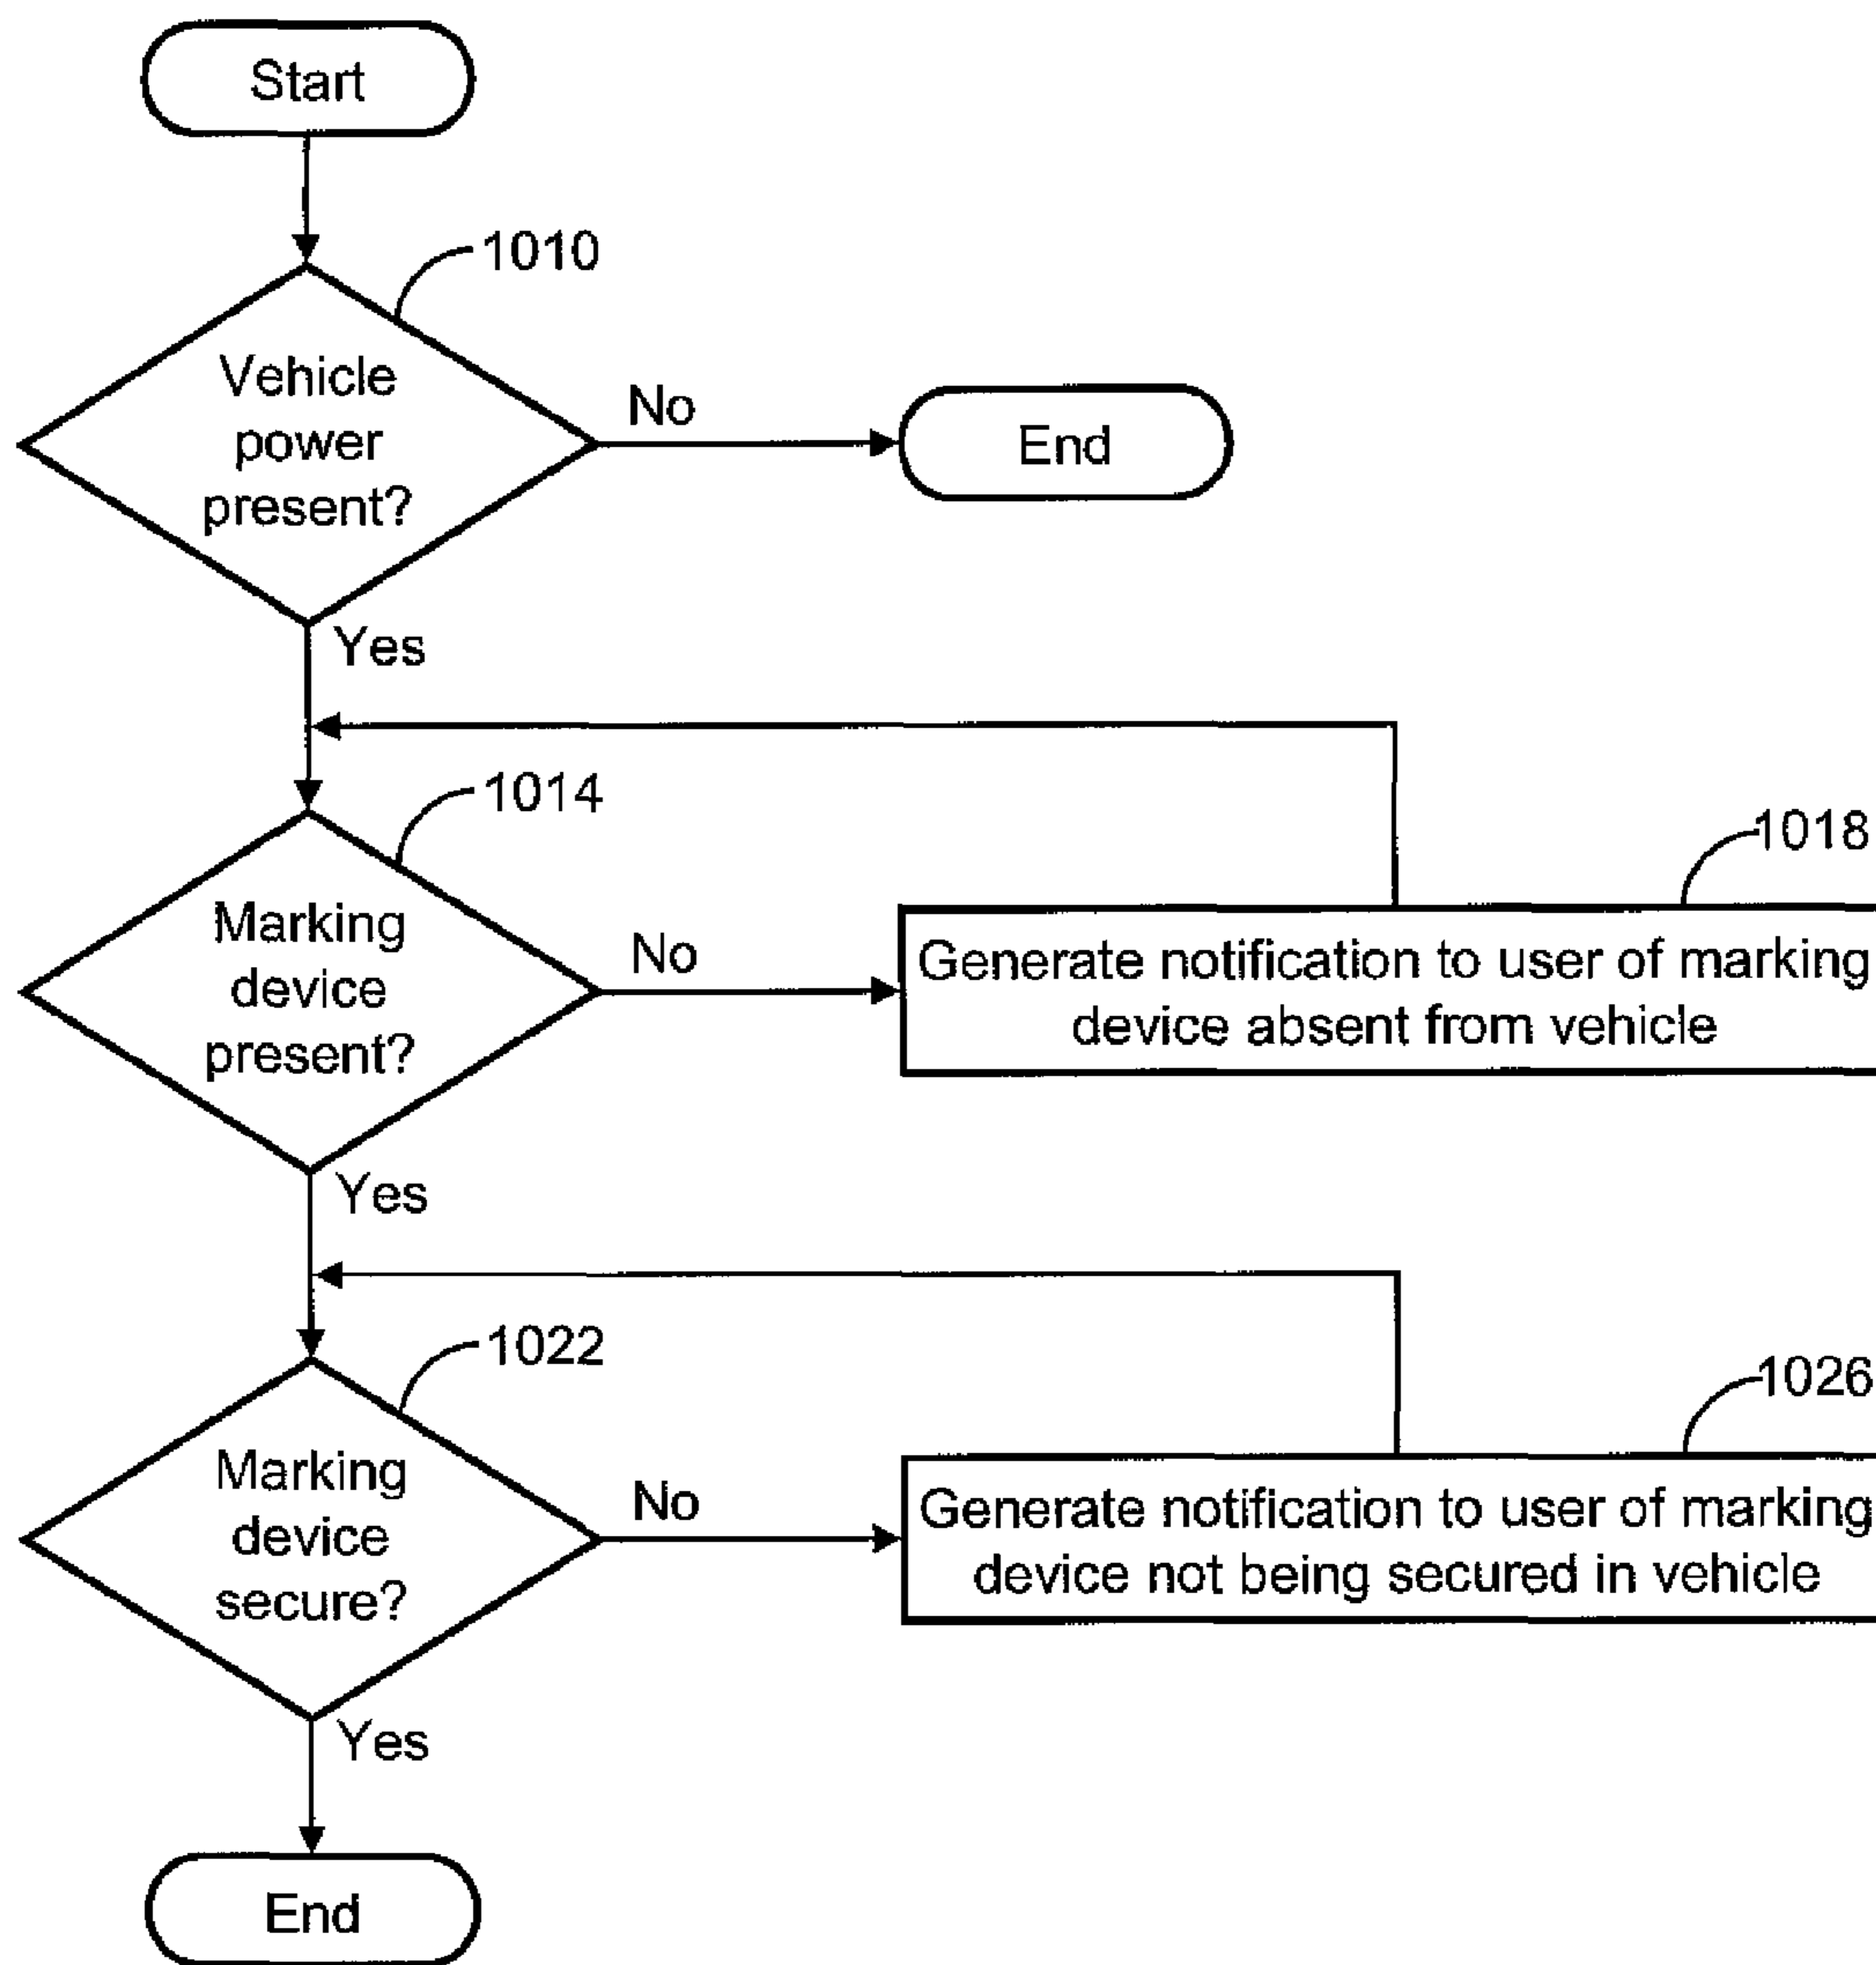 Start
1010
Vehicle
power
present?
No
End
Yes
1014
Marking
device
present?
No
1018
Generate notification to user of marking
device absent from vehicle
Yes
1022
Marking
device
secure?
No
1026
Generate notification to user of marking
device not being secured in vehicle
Yes
End